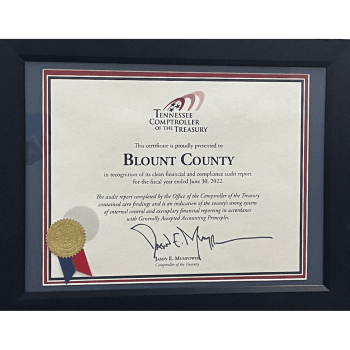 TENNESSEE
COMPTROLLER
OF THE TREASURY
This certificate is proudly presented to
BLOUNT COUNTY
in recognition of its clean financial and compliance audit report
for the fiscal year ended June 30, 2022.
The audit report completed by the Office of the Comptroller of the Treasury
contained zero findings and is an indication of the county's strong system
of internal control and exemplary financial reporting in accordance
with Generally Accepted Accounting Principles.
Jason E. Mumpower
JASON E. MUMPOWER
Comptroller of the Treasury